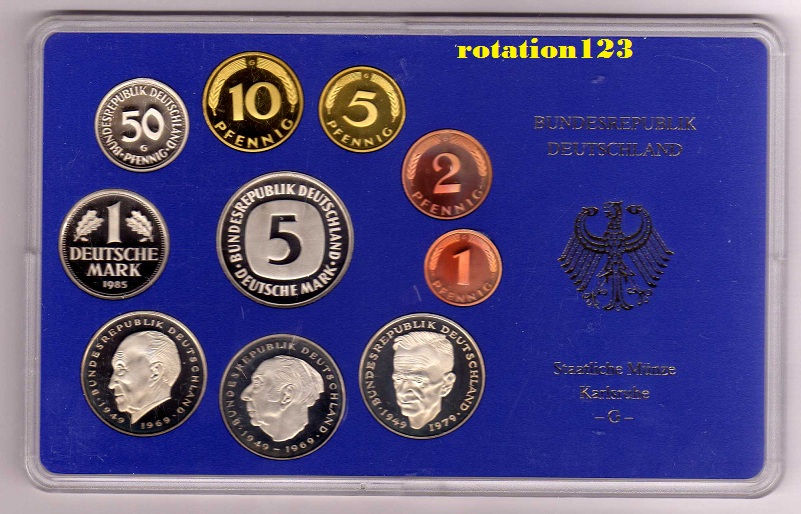 rotation123
BUNDESREPUBLIK
DEUTSCHLAND
BUNDESREPUBLIK DEUTSCHLAND
50
G
PFENNIG
G
10
PFENNIG
G
5
PFENNIG
2
PFENNIG
1
DEUTSCHE
MARK
1985
BUNDESREPUBLIK DEUTSCHLAND
5
DEUTSCHE MARK
1
PFENNIG
BUNDESREPUBLIK DEUTSCHLAND
1949 1969
BUNDESREPUBLIK DEUTSCHLAND
1949 - 1969
BUNDESREPUBLIK DEUTSCHLAND
1949 1979
Staatliche Münze
Karlsruhe
- G -